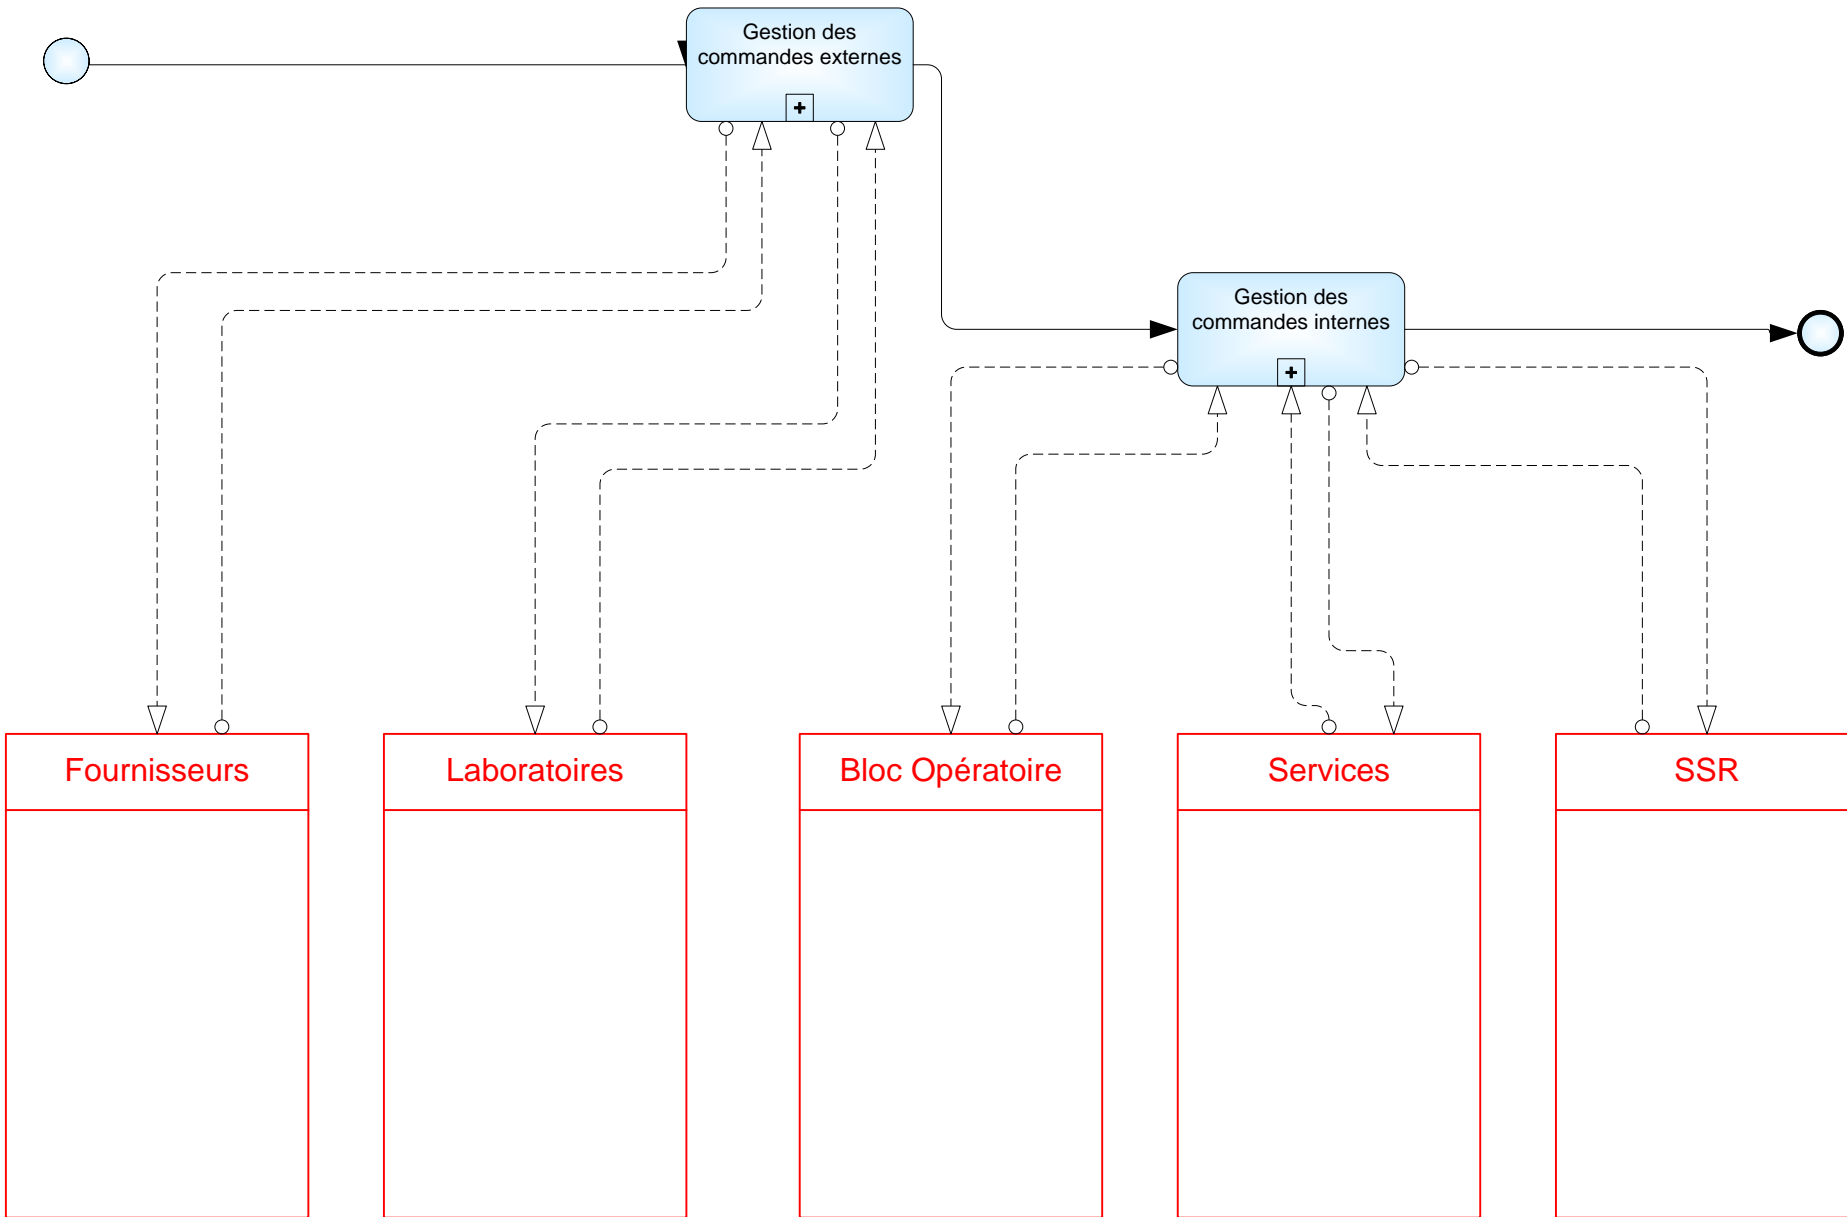 Gestion des
commandes externes
Gestion des
commandes internes
Fournisseurs
Laboratoires
Bloc Opératoire
Services
SSR